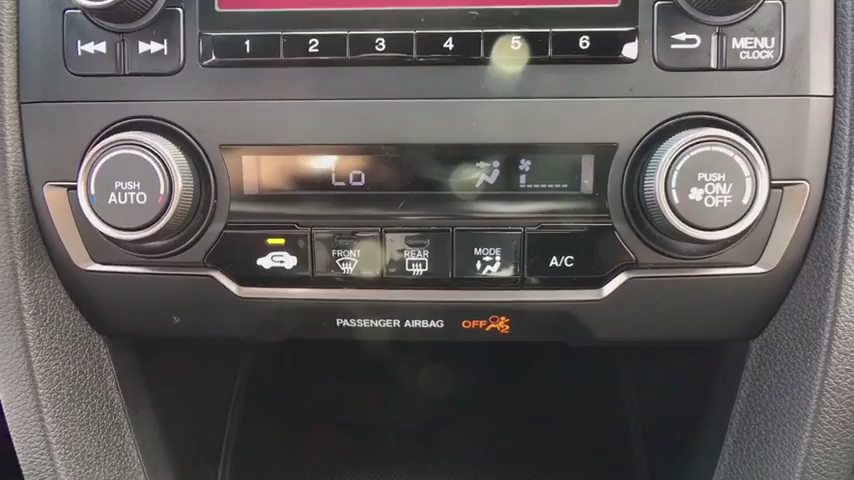 1 2 3 4 5 6
MENU
CLOCK
PUSH
AUTO
Lo
PUSH
ON/
OFF
FRONT
REAR
MODE
A/C
PASSENGER AIRBAG OFF
2